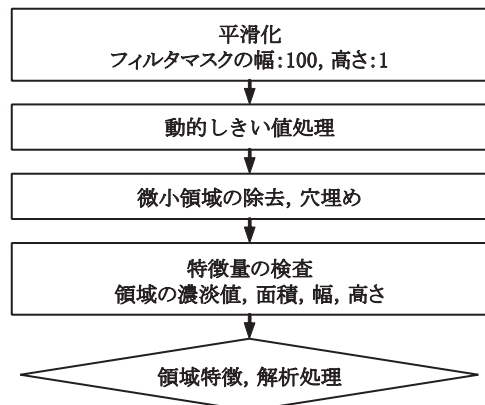 平滑化
フィルタマスクの幅:100, 高さ:1
動的しきい値処理
微小領域の除去, 穴埋め
特徴量の検査
領域の濃淡値, 面積, 幅, 高さ
領域特徴, 解析処理